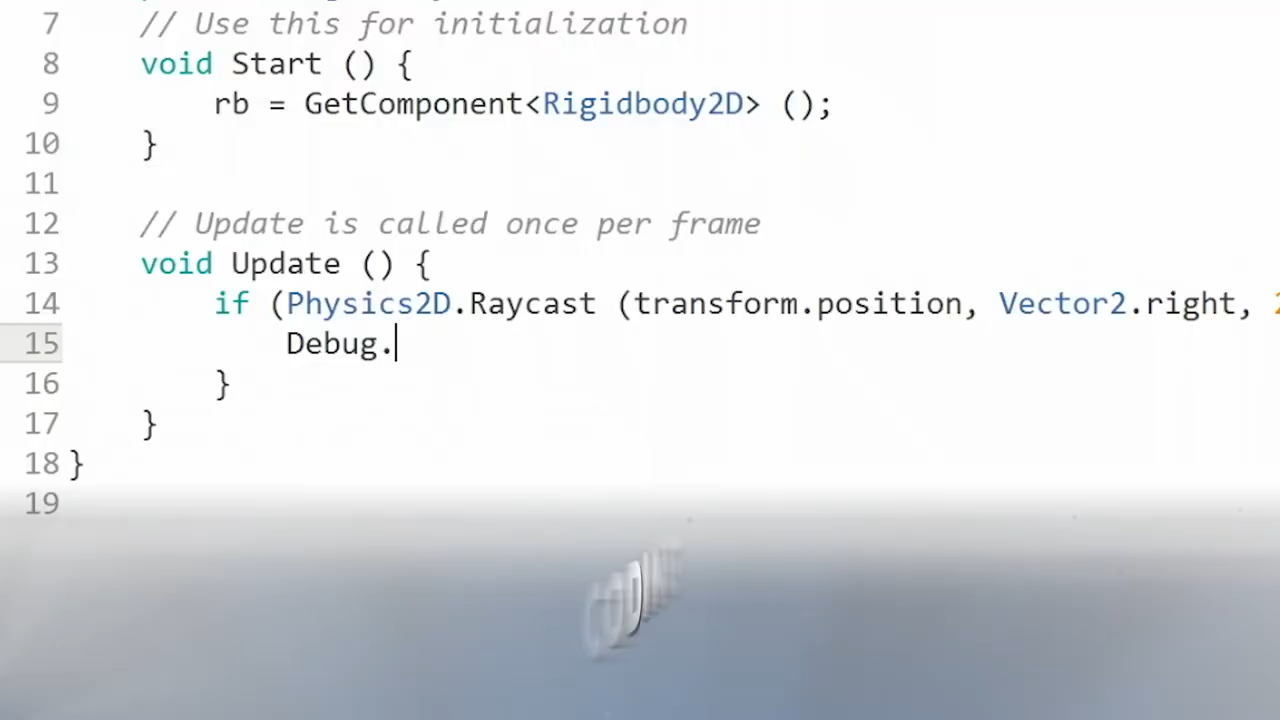 7 // Use this for initialization
8 void Start () {
9 rb = GetComponent<Rigidbody2D> ();
10 }
11
12 // Update is called once per frame
13 void Update () {
14 if (Physics2D.Raycast (transform.position, Vector2.right, 2
15 Debug.
16 }
17 }
18 }
19